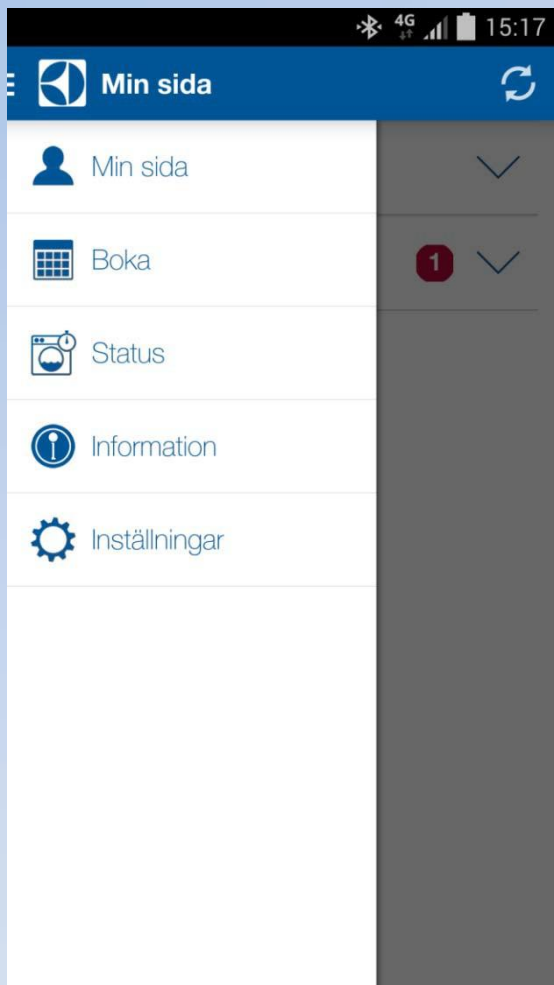 4G 15:17
Min sida
Min sida
Boka
1
Status
Information
Inställningar